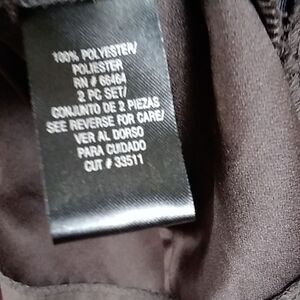 100% POLYESTER/
POLIESTER
RN # 66464
2 PC SET/
CONJUNTO DE 2 PIEZAS
SEE REVERSE FOR CARE/
VER AL DORSO
PARA CUIDADO
CUT # 33511